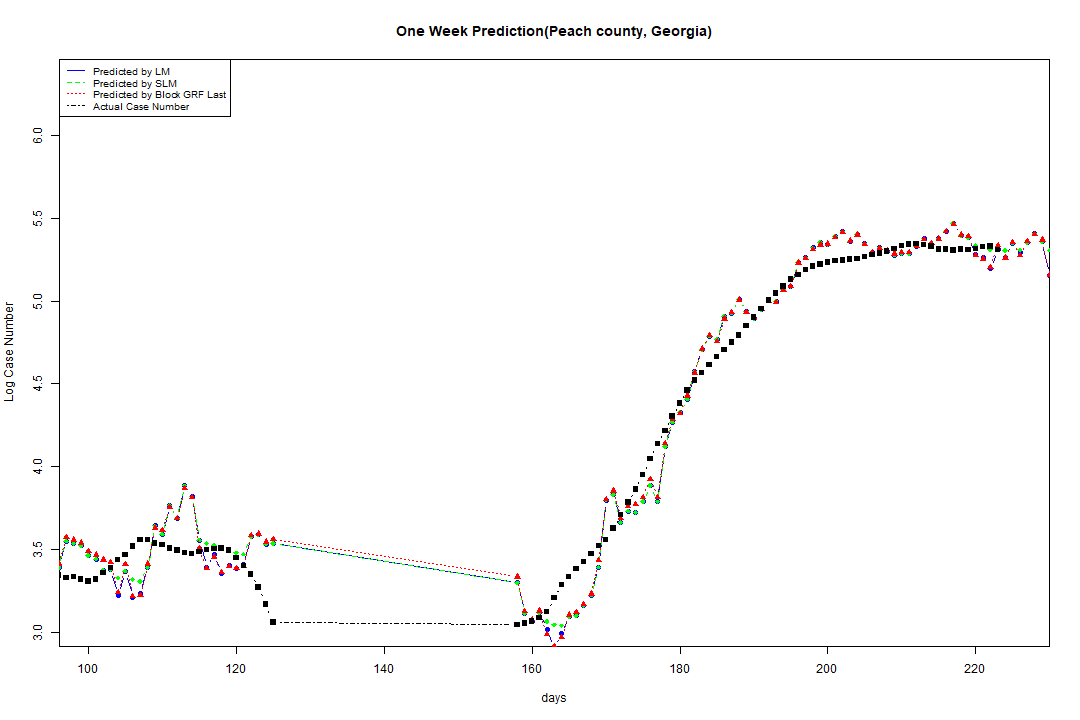 One Week Prediction(Peach county, Georgia)
Predicted by LM
Predicted by SLM
Predicted by Block GRF Last
Actual Case Number
6.0
5.5
5.0
4.5
4.0
3.5
3.0
Log Case Number
100 120 140 160 180 200 220
days